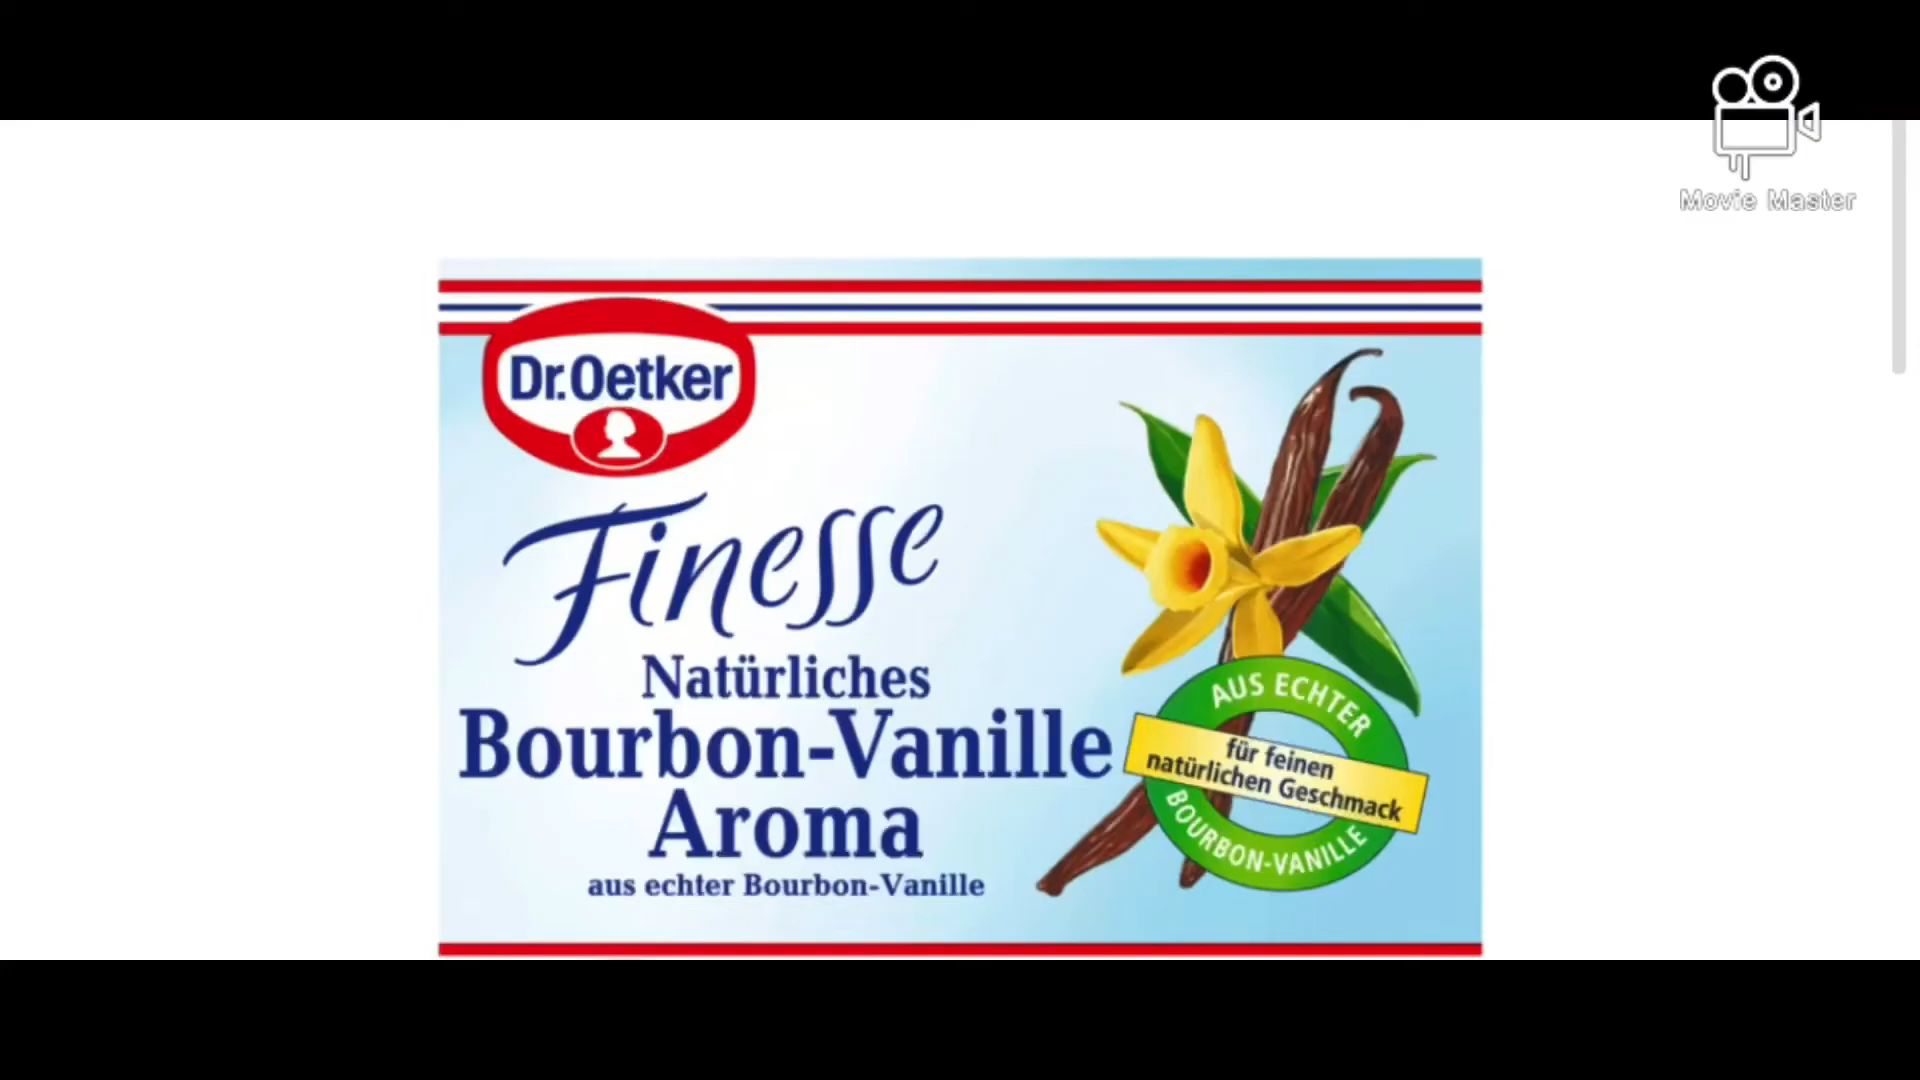 Movie Master
Dr.Oetker
Finesse
Natürliches
Bourbon-Vanille
Aroma
aus echter Bourbon-Vanille
AUS ECHTER
für feinen
natürlichen Geschmack
BOURBON-VANILLE